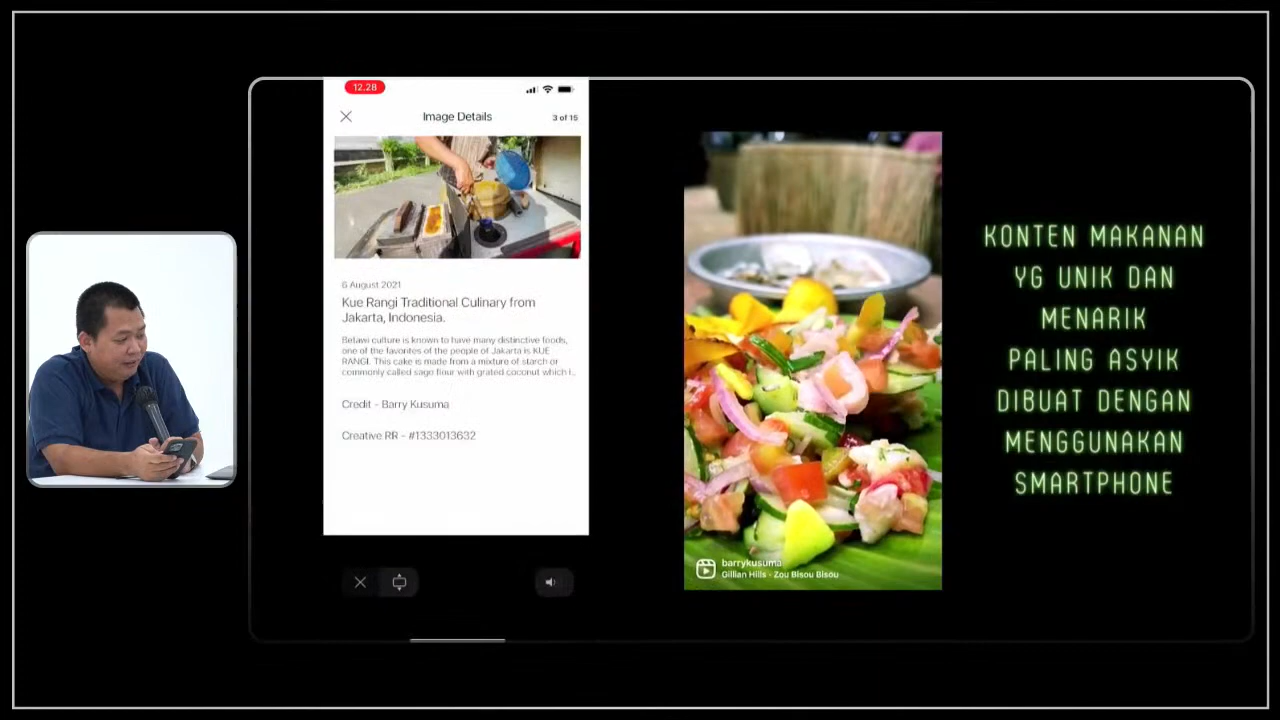 12.28
Image Details
3 of 15
6 August 2021
Kue Rangi Traditional Culinary from
Jakarta, Indonesia.
Betawi culture is known to have many distinctive foods,
one of the favorites of the people of Jakarta is KUE
RANGI. This cake is made from a mixture of starch or
commonly called sago flour with grated coconut which i...
Credit - Barry Kusuma
Creative RR - #1333013632
barrykusuma
Gillian Hills - Zou Bisou Bisou
KONTEN MAKANAN
YG UNIK DAN
MENARIK
PALING ASYIK
DIBUAT DENGAN
MENGGUNAKAN
SMARTPHONE